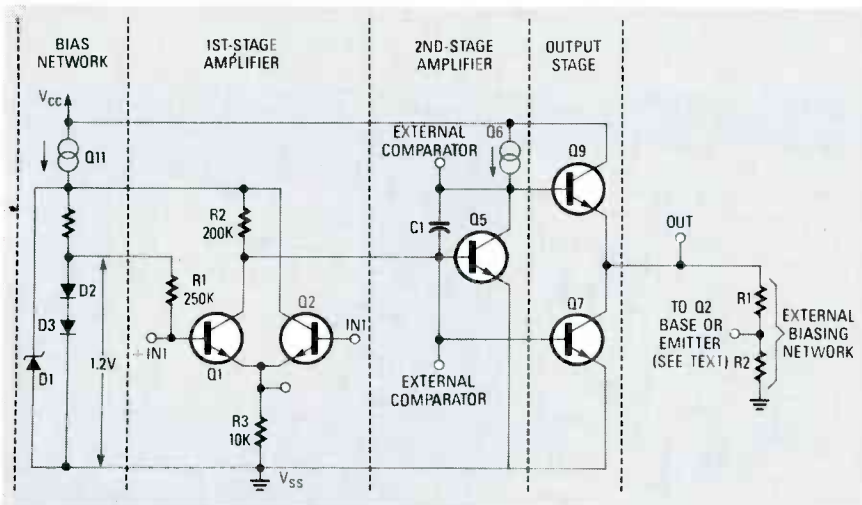 BIAS
NETWORK
1ST-STAGE
AMPLIFIER
2ND-STAGE
AMPLIFIER
OUTPUT
STAGE
VCC
Q11
R2
200K
EXTERNAL
COMPARATOR
Q6
Q9
C1
Q5
OUT
D2
R1
250K
Q2
D3
1.2V
+IN1
IN1
Q1
D1
Q7
R1
TO Q2
BASE OR
EMITTER
(SEE TEXT)
R2
EXTERNAL
BIASING
NETWORK
EXTERNAL
COMPARATOR
R3
10K
VSS